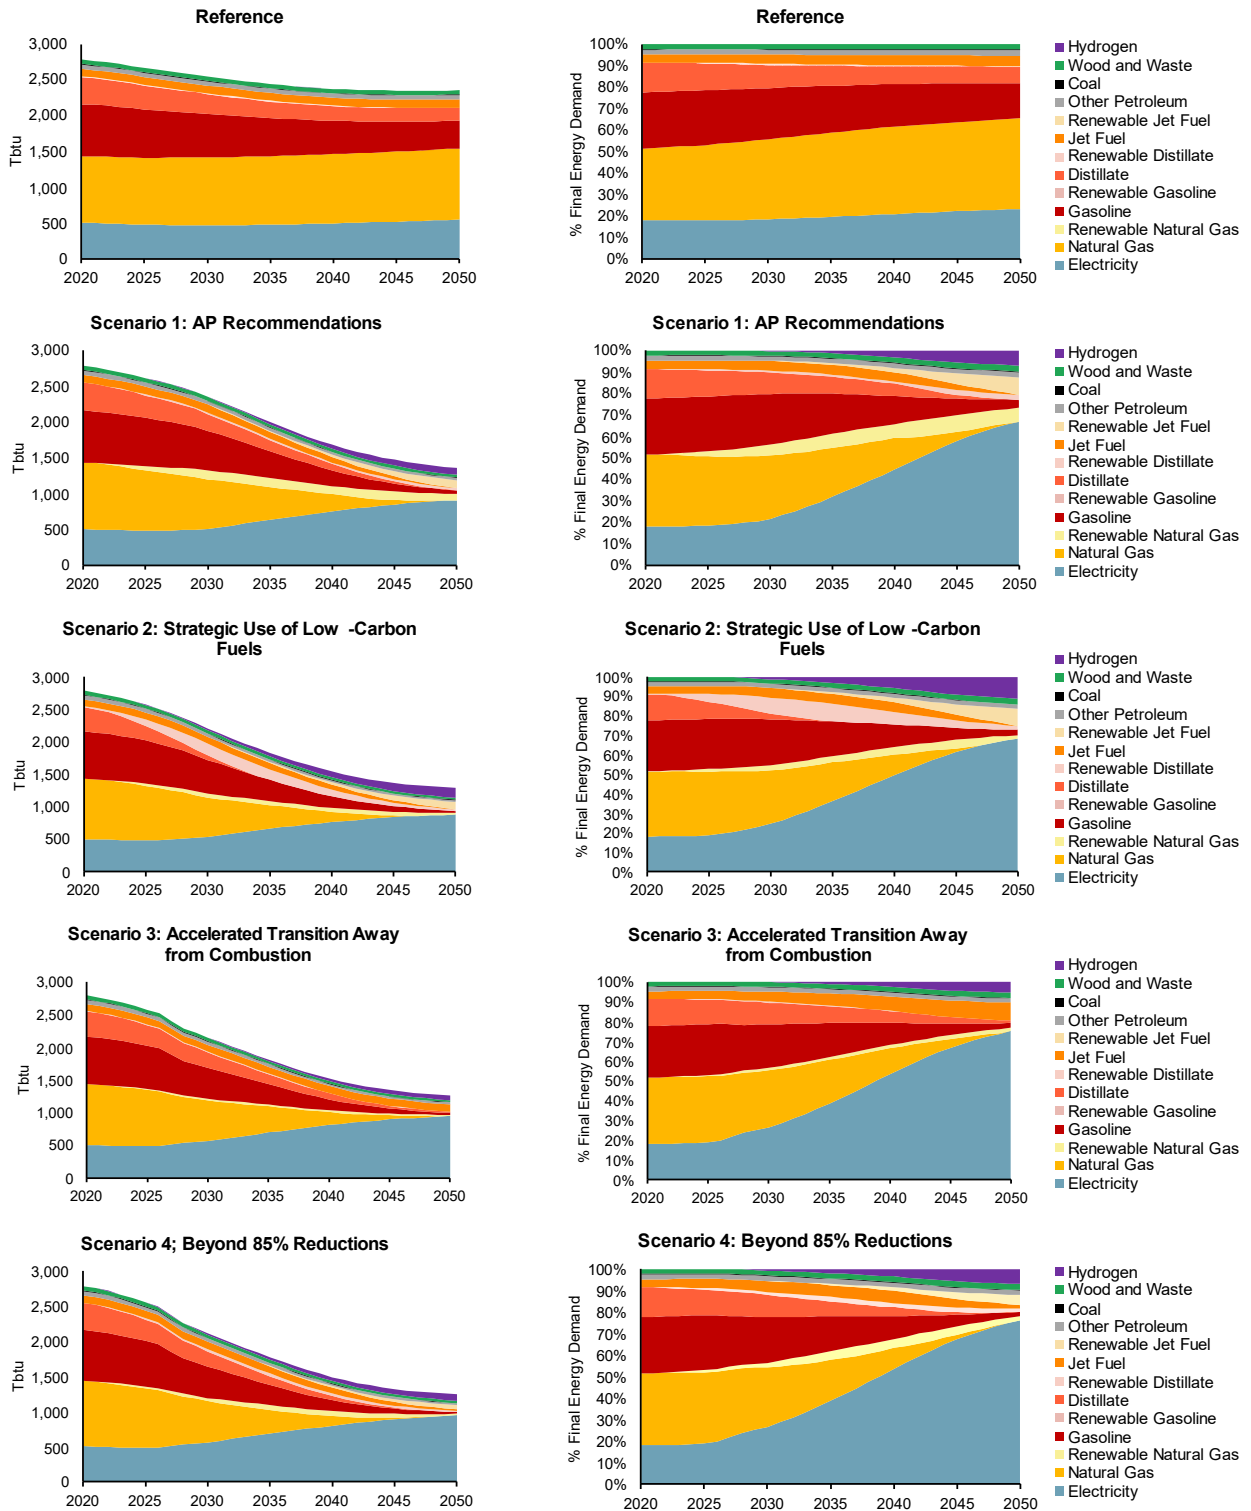 Reference
3,000
2,500
2,000
1,500
1,000
500
0
Tbtu
2020 2025 2030 2035 2040 2045 2050
Reference
100%
90%
80%
70%
60%
50%
40%
30%
20%
10%
0%
% Final Energy Demand
2020 2025 2030 2035 2040 2045 2050
Hydrogen
Wood and Waste
Coal
Other Petroleum
Renewable Jet Fuel
Jet Fuel
Renewable Distillate
Distillate
Renewable Gasoline
Gasoline
Renewable Natural Gas
Natural Gas
Electricity
Scenario 1: AP Recommendations
3,000
2,500
2,000
1,500
1,000
500
0
Tbtu
2020 2025 2030 2035 2040 2045 2050
Scenario 1: AP Recommendations
100%
90%
80%
70%
60%
50%
40%
30%
20%
10%
0%
% Final Energy Demand
2020 2025 2030 2035 2040 2045 2050
Hydrogen
Wood and Waste
Coal
Other Petroleum
Renewable Jet Fuel
Jet Fuel
Renewable Distillate
Distillate
Renewable Gasoline
Gasoline
Renewable Natural Gas
Natural Gas
Electricity
Scenario 2: Strategic Use of Low -Carbon
Fuels
3,000
2,500
2,000
1,500
1,000
500
0
Tbtu
2020 2025 2030 2035 2040 2045 2050
Scenario 2: Strategic Use of Low -Carbon
Fuels
100%
90%
80%
70%
60%
50%
40%
30%
20%
10%
0%
% Final Energy Demand
2020 2025 2030 2035 2040 2045 2050
Hydrogen
Wood and Waste
Coal
Other Petroleum
Renewable Jet Fuel
Jet Fuel
Renewable Distillate
Distillate
Renewable Gasoline
Gasoline
Renewable Natural Gas
Natural Gas
Electricity
Scenario 3: Accelerated Transition Away
from Combustion
3,000
2,500
2,000
1,500
1,000
500
0
Tbtu
2020 2025 2030 2035 2040 2045 2050
Scenario 3: Accelerated Transition Away
from Combustion
100%
90%
80%
70%
60%
50%
40%
30%
20%
10%
0%
% Final Energy Demand
2020 2025 2030 2035 2040 2045 2050
Hydrogen
Wood and Waste
Coal
Other Petroleum
Renewable Jet Fuel
Jet Fuel
Renewable Distillate
Distillate
Renewable Gasoline
Gasoline
Renewable Natural Gas
Natural Gas
Electricity
Scenario 4; Beyond 85% Reductions
3,000
2,500
2,000
1,500
1,000
500
0
Tbtu
2020 2025 2030 2035 2040 2045 2050
Scenario 4: Beyond 85% Reductions
100%
90%
80%
70%
60%
50%
40%
30%
20%
10%
0%
% Final Energy Demand
2020 2025 2030 2035 2040 2045 2050
Hydrogen
Wood and Waste
Coal
Other Petroleum
Renewable Jet Fuel
Jet Fuel
Renewable Distillate
Distillate
Renewable Gasoline
Gasoline
Renewable Natural Gas
Natural Gas
Electricity